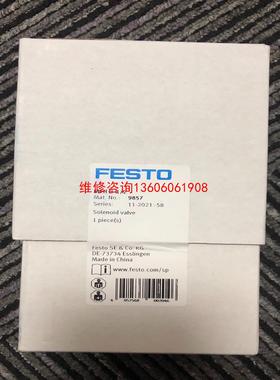 FESTO
维修咨询13606061908
Mat. No.: 9857
Series: 11-2021-58
Solenoid valve
1 piece(s)
Festo SE & Co. KG
DE-73734 Esslingen
Made in China
www.festo.com/sp